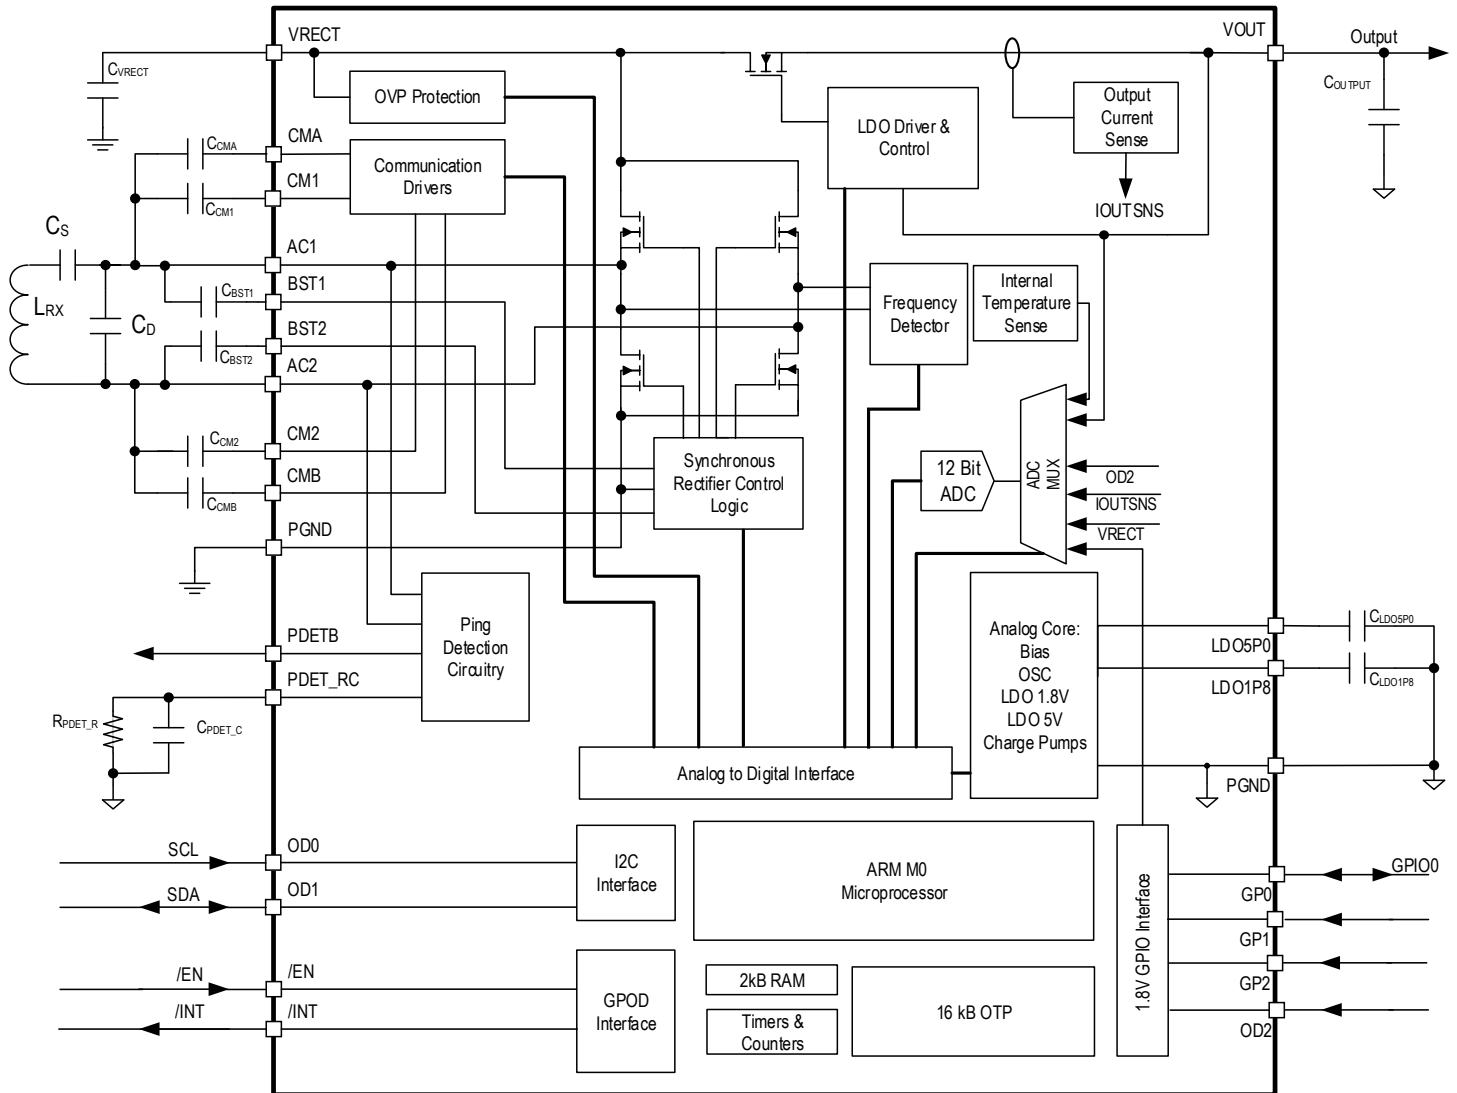 VRECT
VOUT
Output
CVRECT
OVP Protection
COUTPUT
LDO Driver &
Control
Output
Current
Sense
IOUTSNS
CCMA
CMA
Communication
Drivers
CCM1
CM1
CS
AC1
LRX
CD
CBST1
BST1
CBST2
BST2
AC2
Frequency
Detector
Internal
Temperature
Sense
CCM2
CM2
CCMB
CMB
Synchronous
Rectifier Control
Logic
12 Bit
ADC
ADC
MUX
OD2
IOUTSNS
VRECT
PGND
Ping
Detection
Circuitry
PDETB
PDET_RC
RPDET_R
CPDET_C
Analog Core:
Bias
OSC
LDO 1.8V
LDO 5V
Charge Pumps
LDO5P0
CLDO5P0
LDO1P8
CLDO1P8
PGND
Analog to Digital Interface
SCL
OD0
SDA
OD1
I2C
Interface
ARM M0
Microprocessor
1.8V GPIO Interface
GP0
GPIO0
GP1
GP2
OD2
/EN
/EN
/INT
/INT
GPOD
Interface
2kB RAM
Timers &
Counters
16 kB OTP